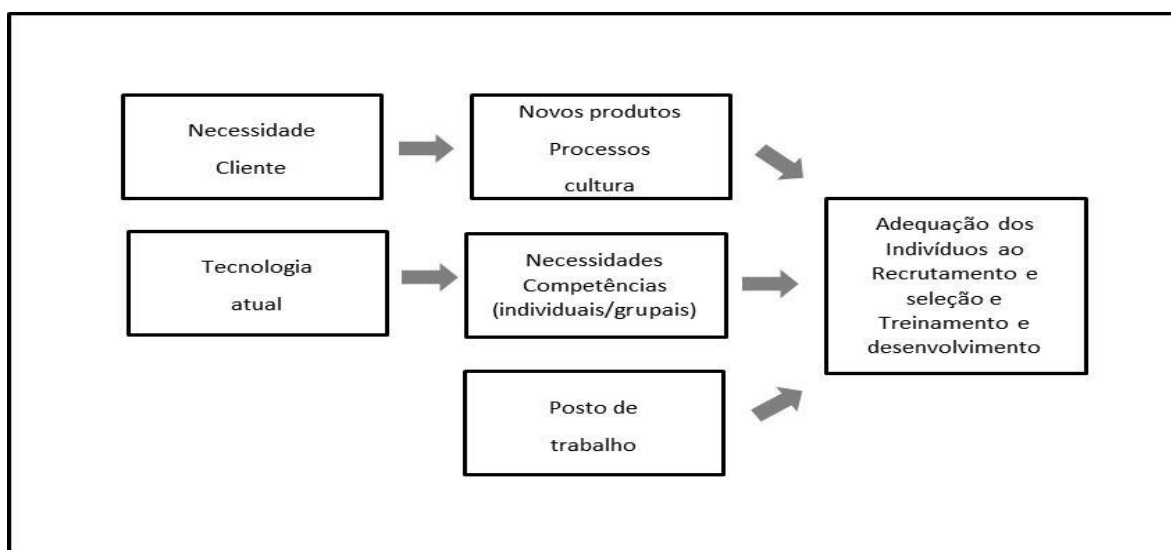 Necessidade
Cliente
Novos produtos
Processos
cultura
Tecnologia
atual
Necessidades
Competências
(individuais/grupais)
Posto de
trabalho
Adequação dos
Indivíduos ao
Recrutamento e
seleção e
Treinamento e
desenvolvimento